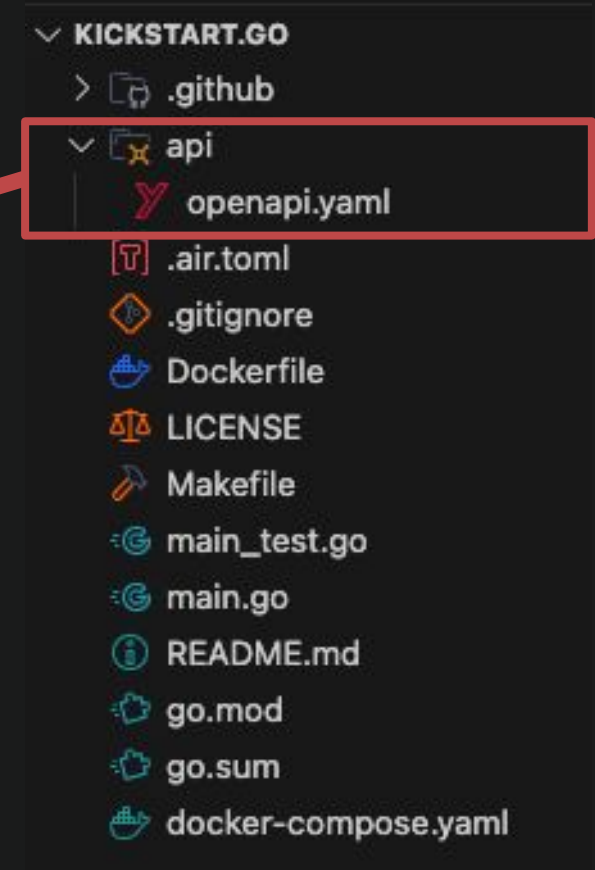 KICKSTART.GO
.github
api
openapi.yaml
.air.toml
.gitignore
Dockerfile
LICENSE
Makefile
main_test.go
main.go
README.md
go.mod
go.sum
docker-compose.yaml